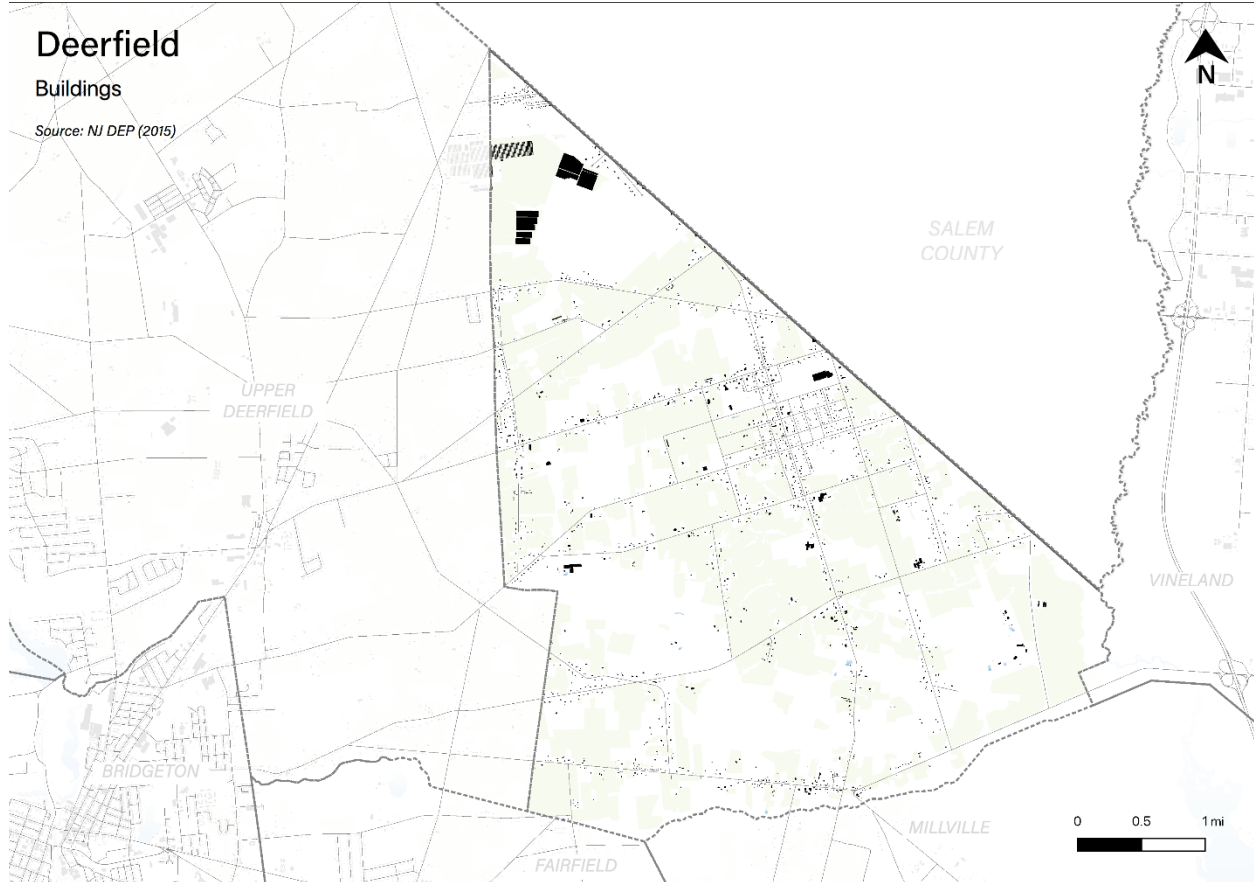 Deerfield
Buildings
Source: NJ DEP (2015)
N
SALEM
COUNTY
UPPER
DEERFIELD
VINELAND
BRIDGETON
MILLVILLE
FAIRFIELD
0 0.5 1 mi